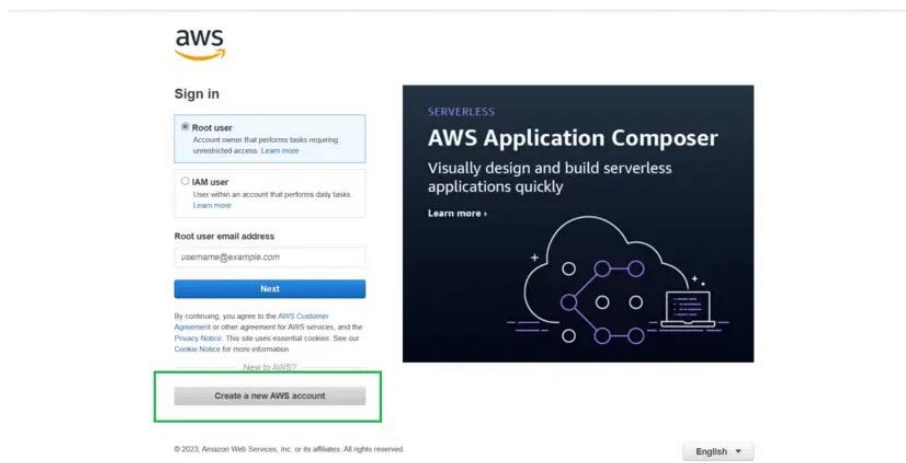 aws
Sign in
Root user
Account owner that performs tasks requiring
unrestricted access. Learn more
IAM user
User within an account that performs daily tasks.
Learn more
Root user email address
username@example.com
Next
By continuing, you agree to the AWS Customer
Agreement or other agreement for AWS services, and the
Privacy Notice. This site uses essential cookies. See our
Cookie Notice for more information
New to AWS?
Create a new AWS account
SERVERLESS
AWS Application Composer
Visually design and build serverless
applications quickly
Learn more ›
© 2023, Amazon Web Services, Inc. or its affiliates. All rights reserved
English